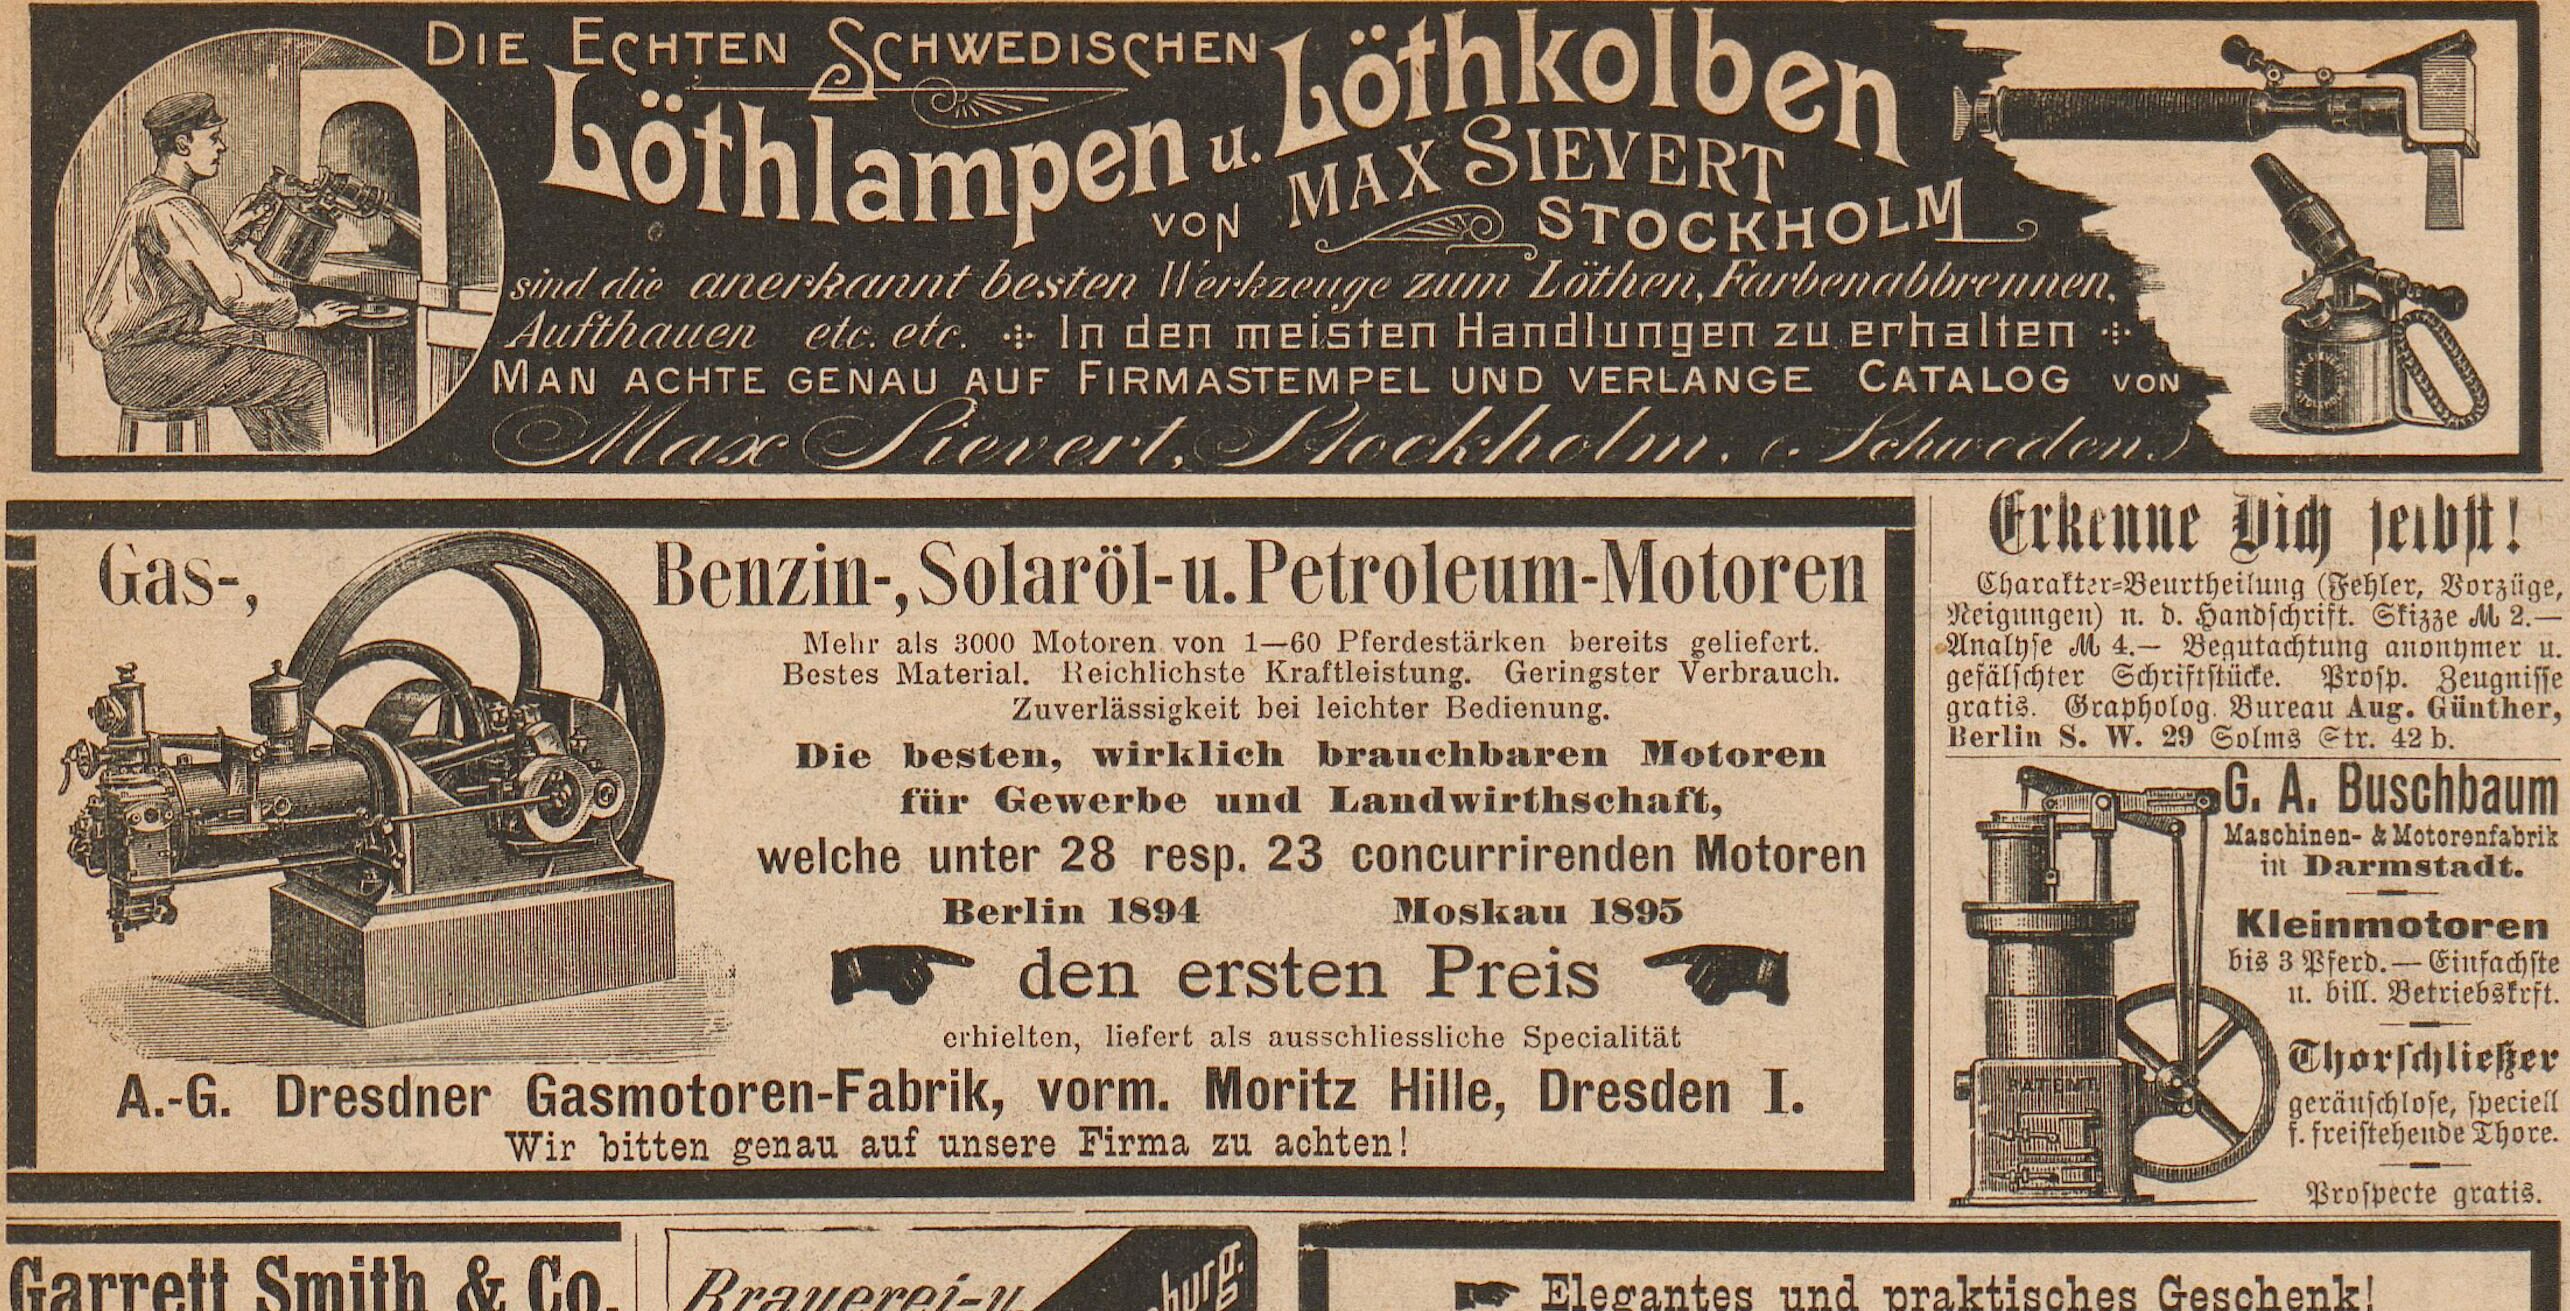 DIE ECHTEN SCHWEDISCHEN
Löthlampen u. Löthkolben
VON MAX SIEVERT
STOCKHOLM
sind die anerkannt besten Werkzeuge zum Löthen, Farbenabbrennen,
Aufthauen etc. etc. In den meisten Handlungen zu erhalten
MAN ACHTE GENAU AUF FIRMASTEMPEL UND VERLANGE CATALOG VON
Max Sievert, Stockholm. (Schweden.)
Gas-, Benzin-, Solaröl- u. Petroleum-Motoren
Mehr als 3000 Motoren von 1—60 Pferdestärken bereits geliefert.
Bestes Material. Reichlichste Kraftleistung. Geringster Verbrauch.
Zuverlässigkeit bei leichter Bedienung.
Die besten, wirklich brauchbaren Motoren
für Gewerbe und Landwirthschaft,
welche unter 28 resp. 23 concurrirenden Motoren
Berlin 1894 Moskau 1895
den ersten Preis
erhielten, liefert als ausschliessliche Specialität
A.-G. Dresdner Gasmotoren-Fabrik, vorm. Moritz Hille, Dresden I.
Wir bitten genau auf unsere Firma zu achten!
Erkenne Dich selbst!
Charakter-Beurtheilung (Fehler, Vorzüge,
Neigungen) n. d. Handschrift. Skizze M 2.—
Analyse M 4.— Begutachtung anonymer u.
gefälschter Schriftstücke. Prosp. Zeugnisse
gratis. Grapholog. Bureau Aug. Günther,
Berlin S. W. 29 Solms Str. 42 b.
G. A. Buschbaum
Maschinen- & Motorenfabrik
in Darmstadt.
Kleinmotoren
bis 3 Pferd. — Einfachste
u. bill. Betriebskrft.
PATENT
Thorschließer
geräuschlose, speciell
f. freistehende Thore.
Prospecte gratis.
Garrett Smith & Co.
Brauerei- u.
burg.
Elegantes und praktisches Geschenk!